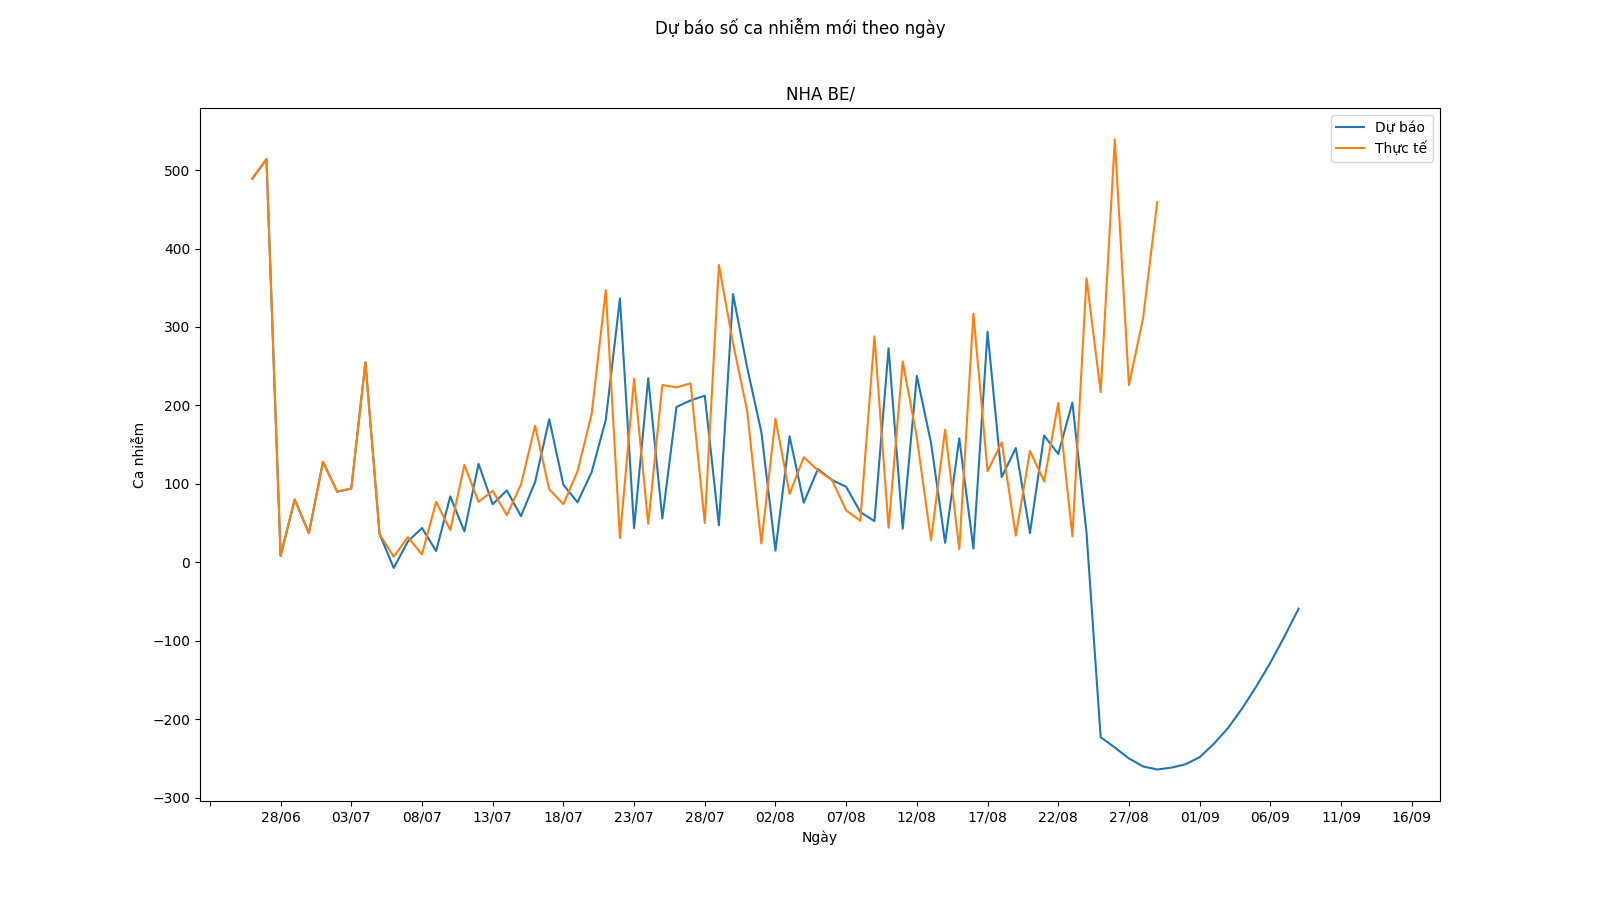 Dự báo số ca nhiễm mới theo ngày
NHA BE/
Dự báo
Thực tế
500
400
300
200
100
0
−100
−200
−300
Ca nhiễm
28/06 03/07 08/07 13/07 18/07 23/07 28/07 02/08 07/08 12/08 17/08 22/08 27/08 01/09 06/09 11/09 16/09
Ngày